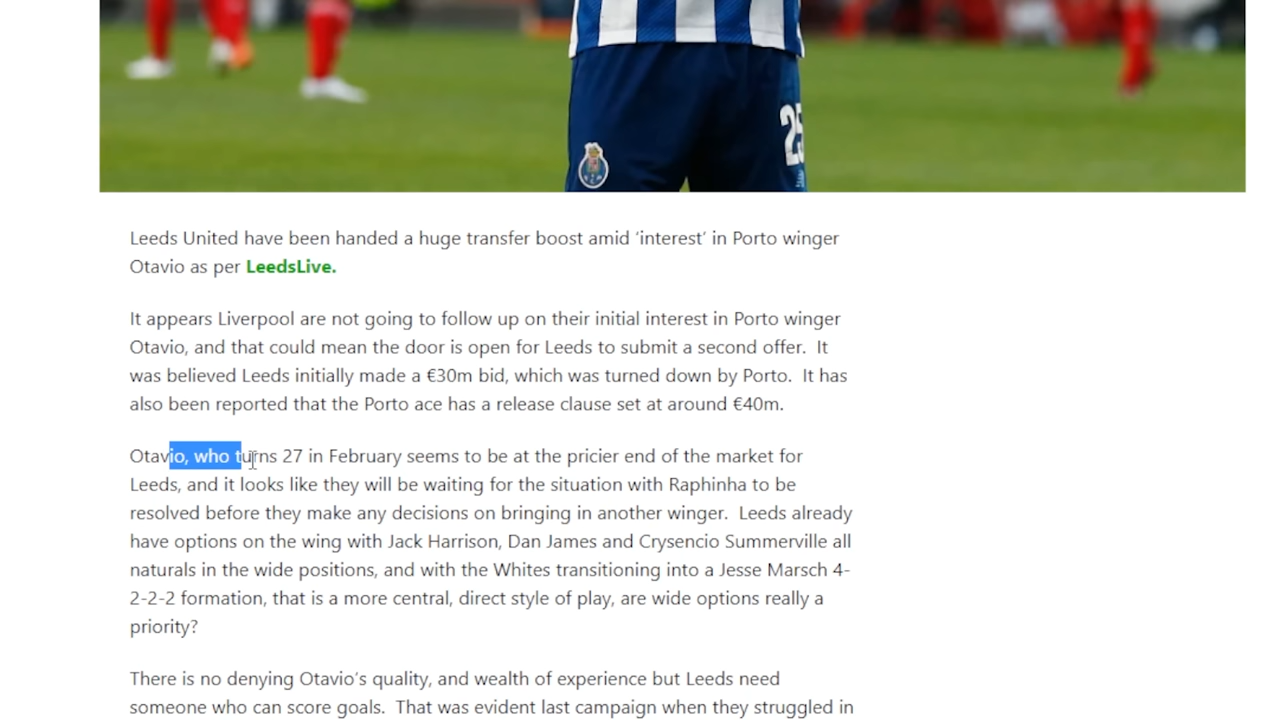 25
Leeds United have been handed a huge transfer boost amid ‘interest’ in Porto winger
Otavio as per LeedsLive.
It appears Liverpool are not going to follow up on their initial interest in Porto winger
Otavio, and that could mean the door is open for Leeds to submit a second offer.  It
was believed Leeds initially made a €30m bid, which was turned down by Porto.  It has
also been reported that the Porto ace has a release clause set at around €40m.
Otavio, who turns 27 in February seems to be at the pricier end of the market for
Leeds, and it looks like they will be waiting for the situation with Raphinha to be
resolved before they make any decisions on bringing in another winger.  Leeds already
have options on the wing with Jack Harrison, Dan James and Crysencio Summerville all
naturals in the wide positions, and with the Whites transitioning into a Jesse Marsch 4-
2-2-2 formation, that is a more central, direct style of play, are wide options really a
priority?
There is no denying Otavio’s quality, and wealth of experience but Leeds need
someone who can score goals.  That was evident last campaign when they struggled in